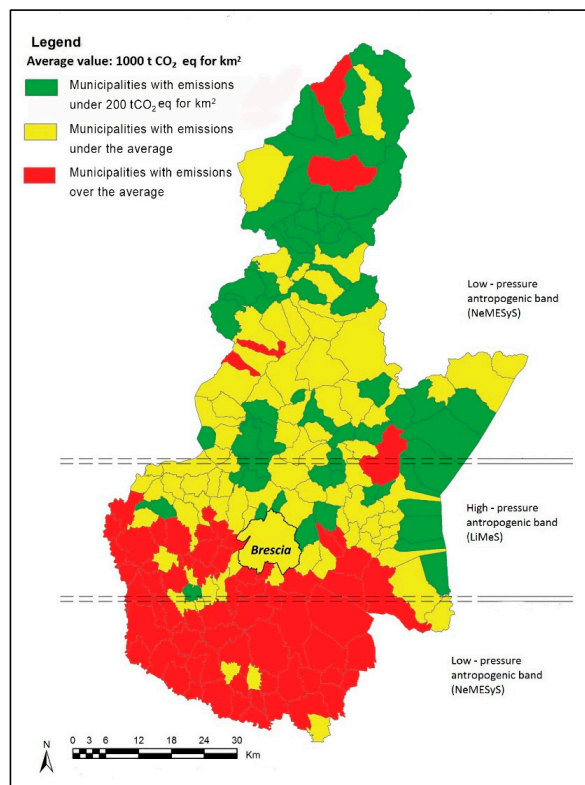 Legend
Average value: 1000 t CO₂ eq for km²
Municipalities with emissions
under 200 tCO₂ eq for km²
Municipalities with emissions
under the average
Municipalities with emissions
over the average
Low - pressure
antropogenic band
(NeMESyS)
High - pressure
antropogenic band
(LiMeS)
Brescia
Low - pressure
antropogenic band
(NeMESyS)
N
0 3 6 12 18 24 30
Km